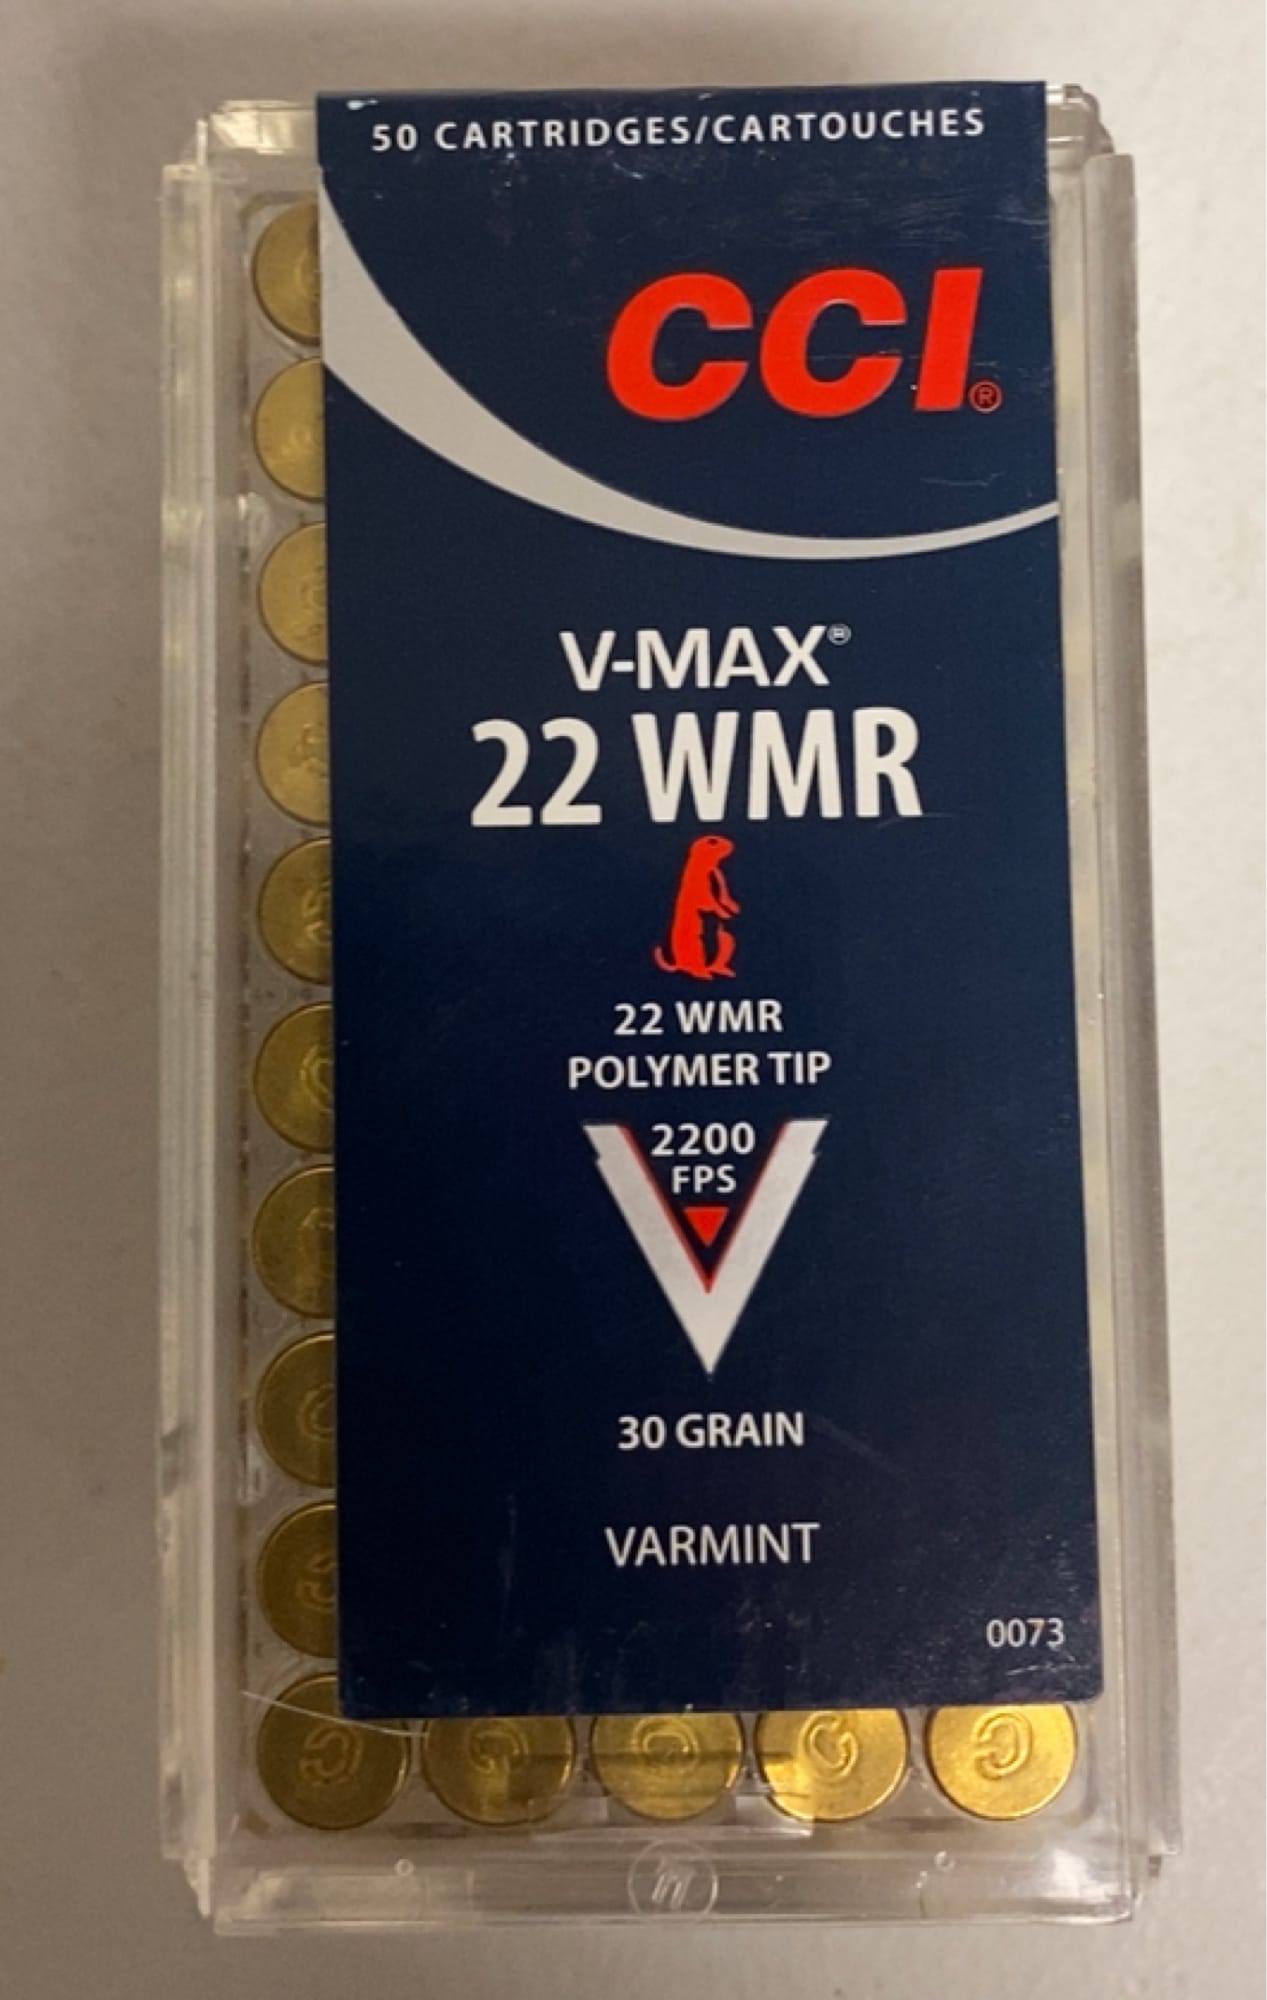 50 CARTRIDGES/CARTOUCHES
CCI®
V-MAX®
22 WMR
22 WMR
POLYMER TIP
2200
FPS
30 GRAIN
VARMINT
0073
C C C C C